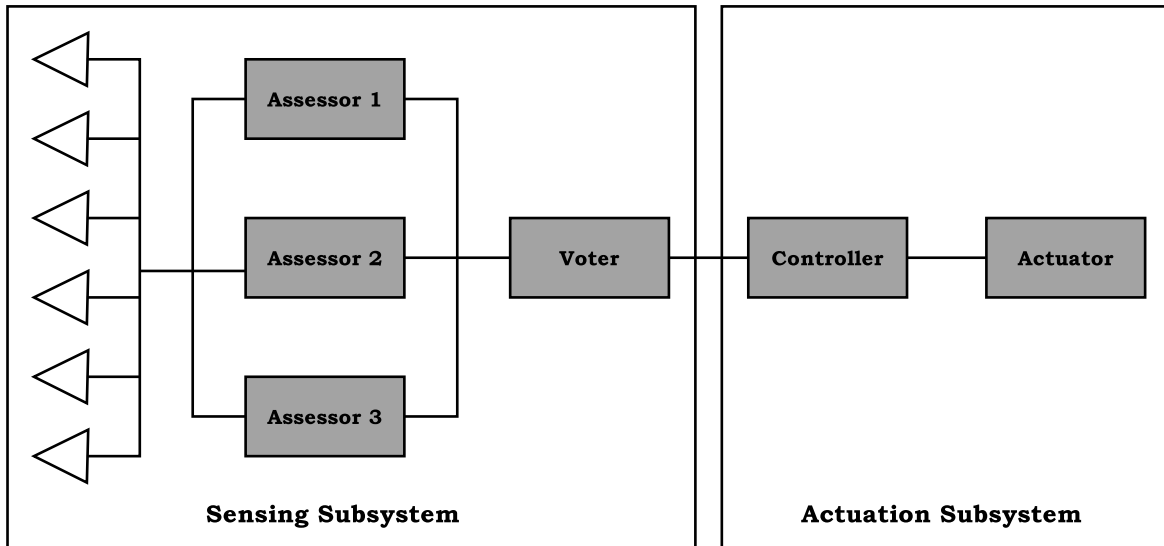 Assessor 1
Assessor 2
Voter
Controller
Actuator
Assessor 3
Sensing Subsystem
Actuation Subsystem